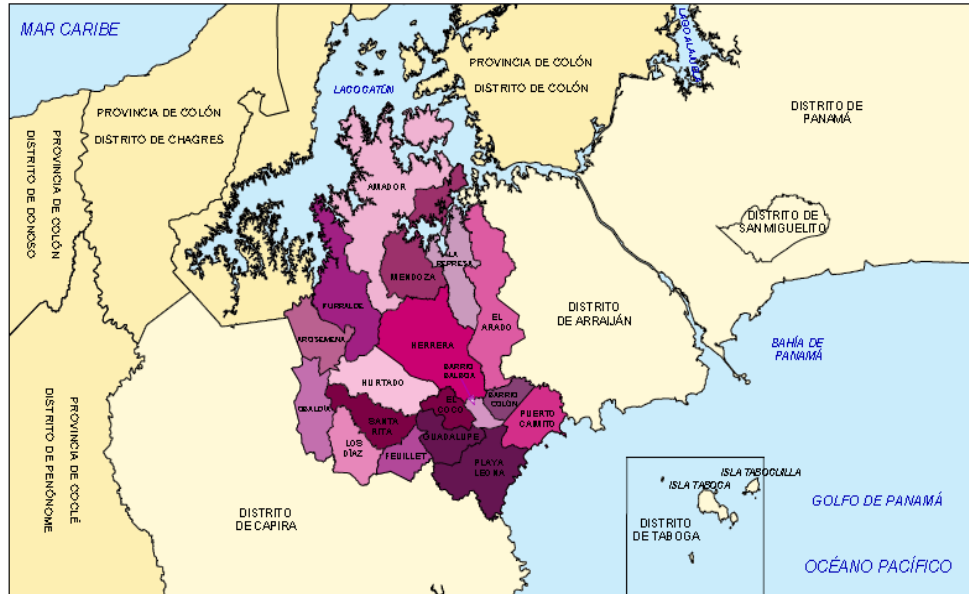 MAR CARIBE
LAGO ALAJUELA
PROVINCIA DE COLÓN
DISTRITO DE COLÓN
LAGO GATÚN
PROVINCIA DE COLÓN
DISTRITO DE CHAGRES
DISTRITO DE
PANAMÁ
PROVINCIA DE COLÓN
DISTRITO DE DONOSO
AMADOR
DISTRITO DE
SAN MIGUELITO
LA
REPRESA
MENDOZA
ITURRALDE
DISTRITO
DE ARRAIJÁN
EL
ARADO
AROSEMENA
HERRERA
BAHÍA DE
PANAMÁ
BARRIO
BALBOA
HURTADO
BARRIO
COLÓN
OBALDÍA
EL
COCO
PUERTO
CAIMITO
SANTA
RITA
GUADALUPE
LOS
DÍAZ
FEUILLET
PLAYA
LEONA
PROVINCIA DE COCLÉ
DISTRITO DE PENÓNOME
ISLA TABOGUILLA
ISLA TABOGA
GOLFO DE PANAMÁ
DISTRITO
DE CAPIRA
DISTRITO
DE TABOGA
OCÉANO PACÍFICO